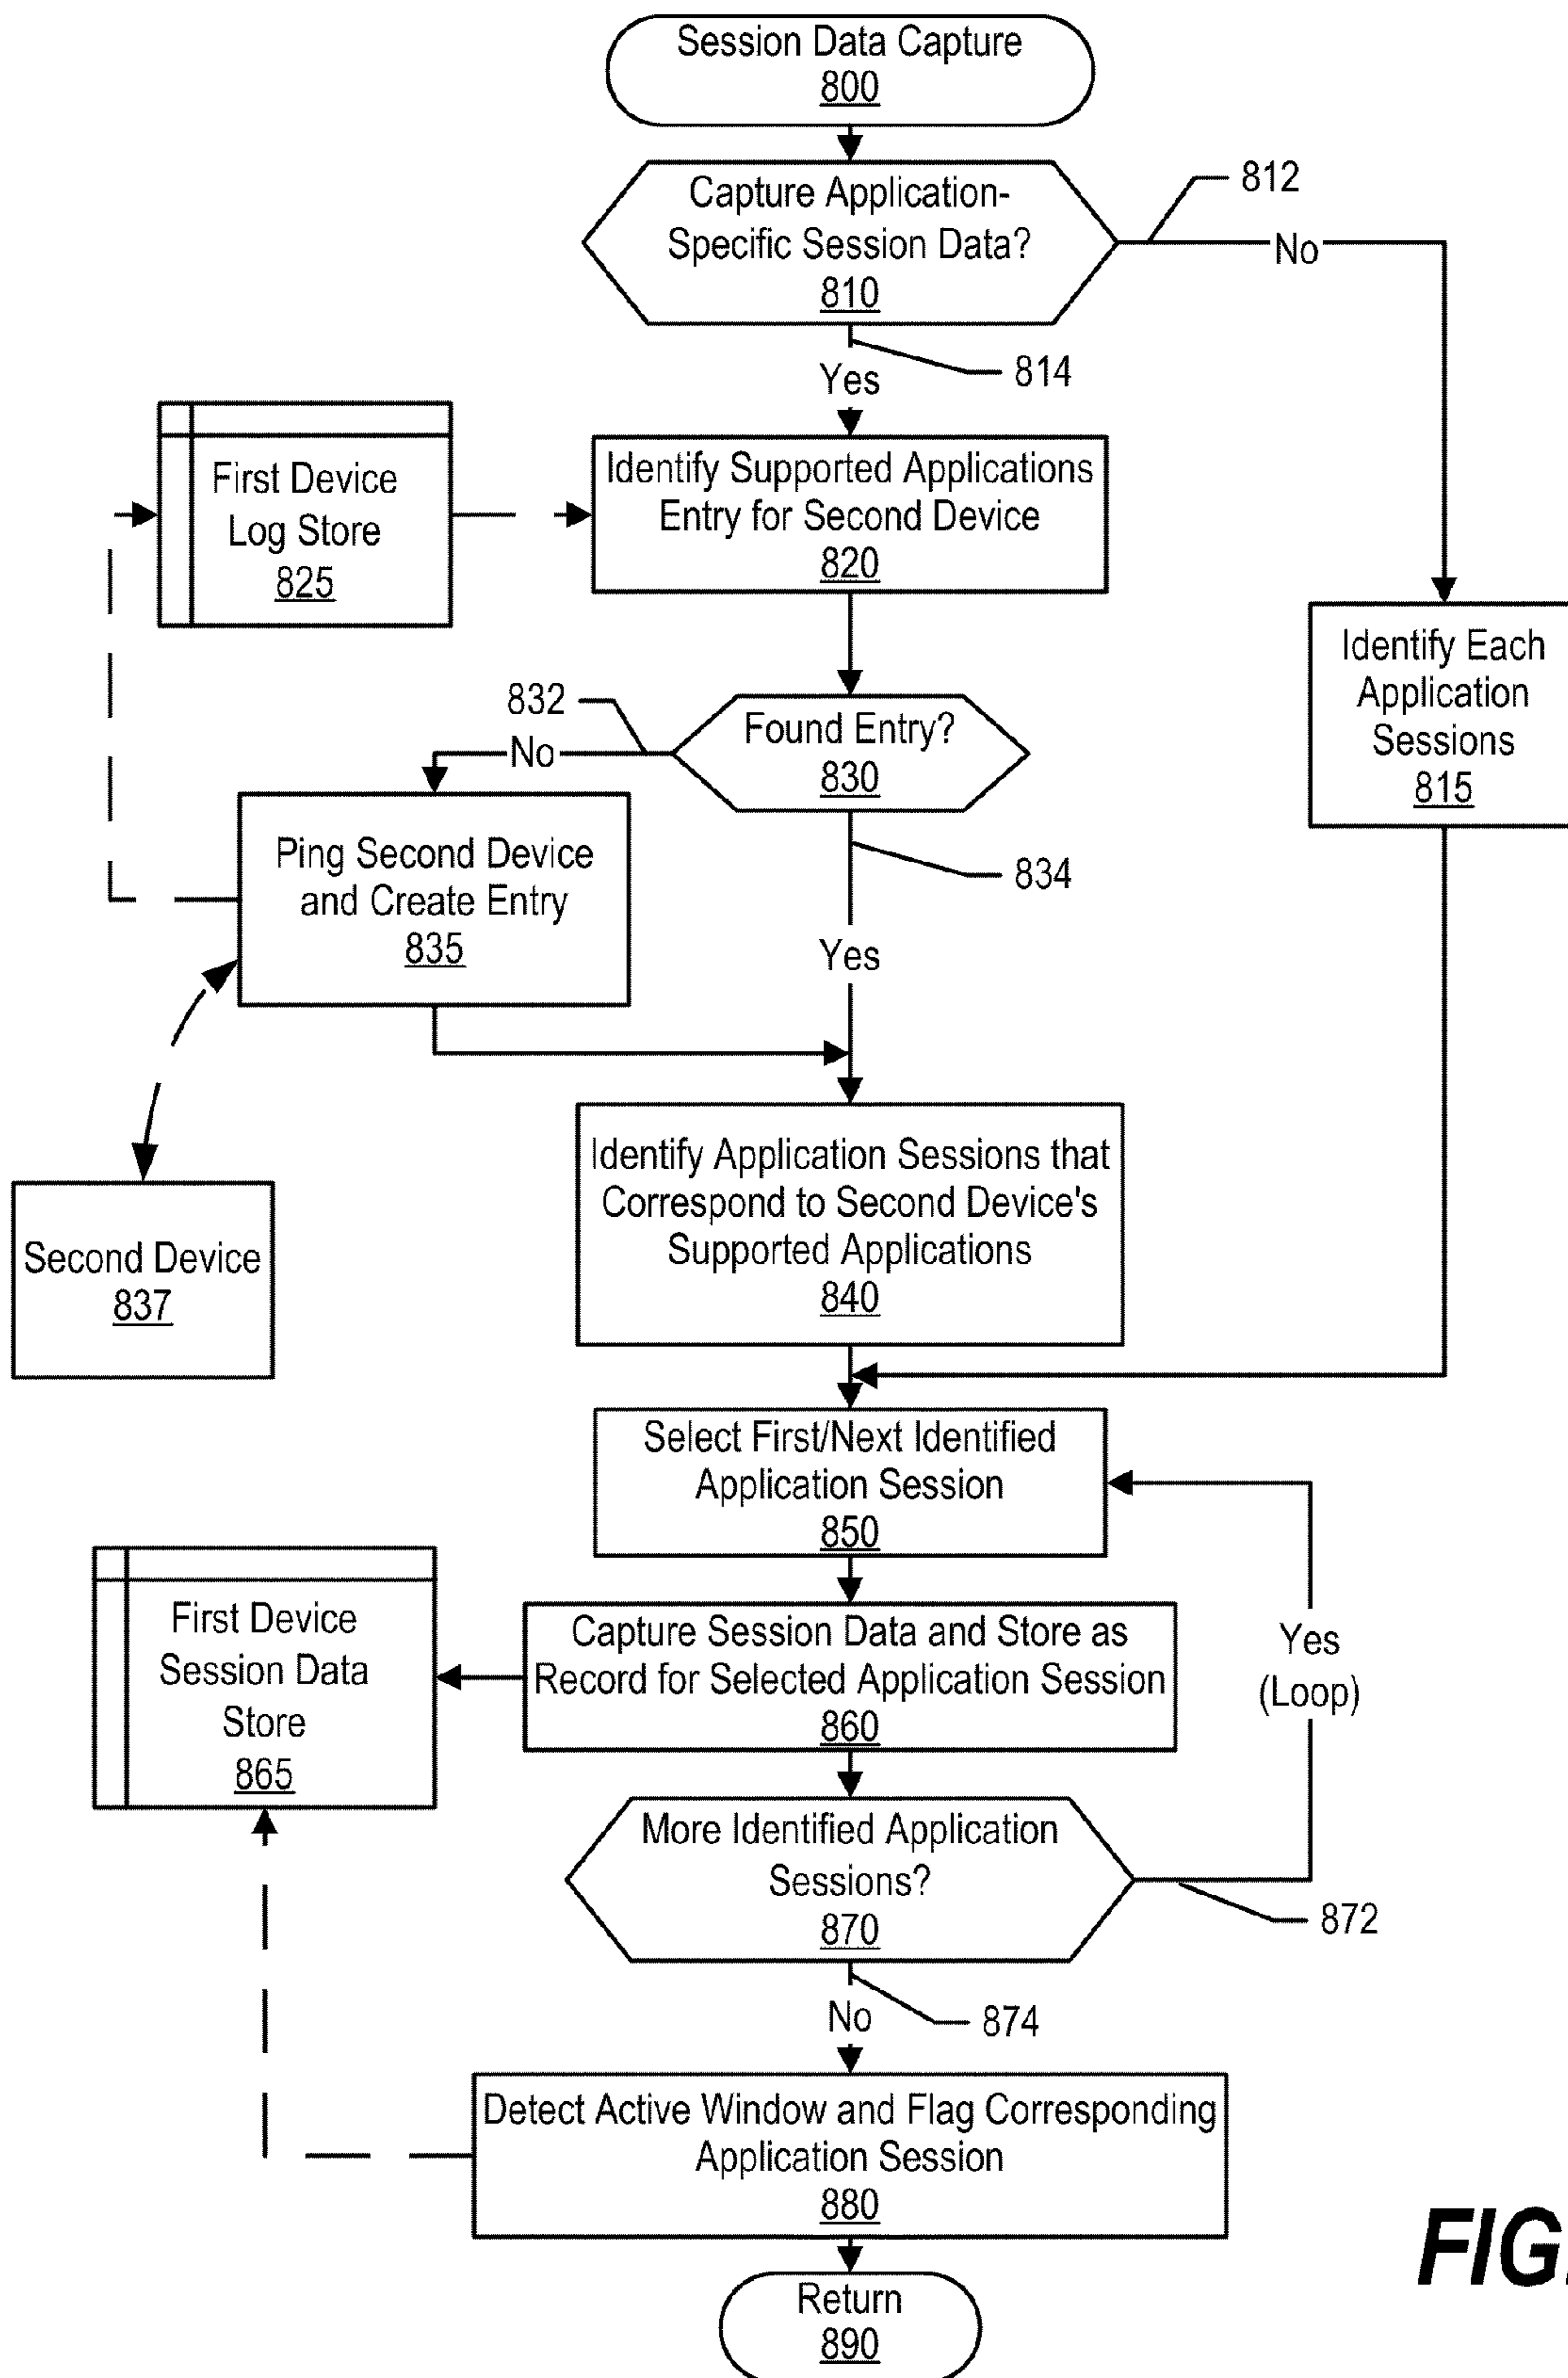 Session Data Capture
800
Capture Application-
Specific Session Data?
810
812
No
814
Yes
First Device
Log Store
825
Identify Supported Applications
Entry for Second Device
820
Identify Each
Application
Sessions
815
832
No
Found Entry?
830
834
Yes
Ping Second Device
and Create Entry
835
Second Device
837
Identify Application Sessions that
Correspond to Second Device's
Supported Applications
840
Select First/Next Identified
Application Session
850
First Device
Session Data
Store
865
Capture Session Data and Store as
Record for Selected Application Session
860
Yes
(Loop)
More Identified Application
Sessions?
870
872
874
No
Detect Active Window and Flag Corresponding
Application Session
880
Return
890
FIG.